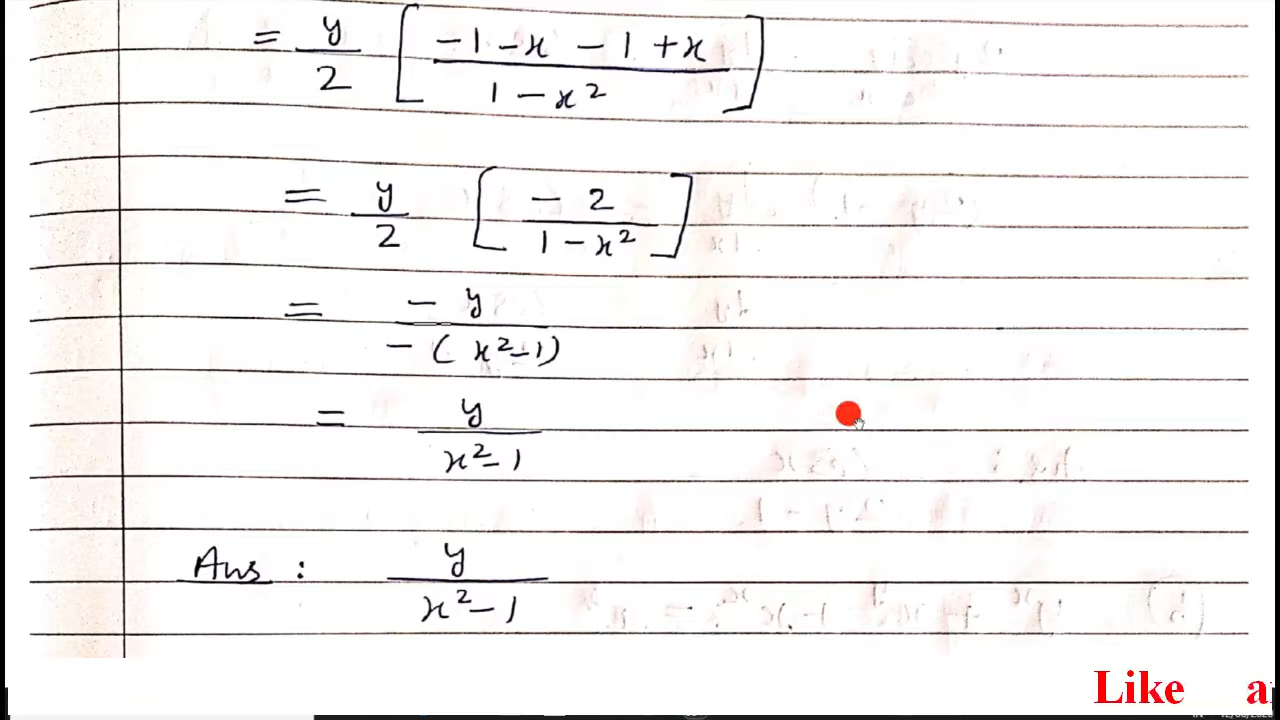 = y/2 [ (-1 - x - 1 + x)/(1 - x²) ]
= y/2 [ -2/(1 - x²) ]
= -y/-(x² - 1)
= y/(x² - 1)
Ans : y/(x² - 1)
Like